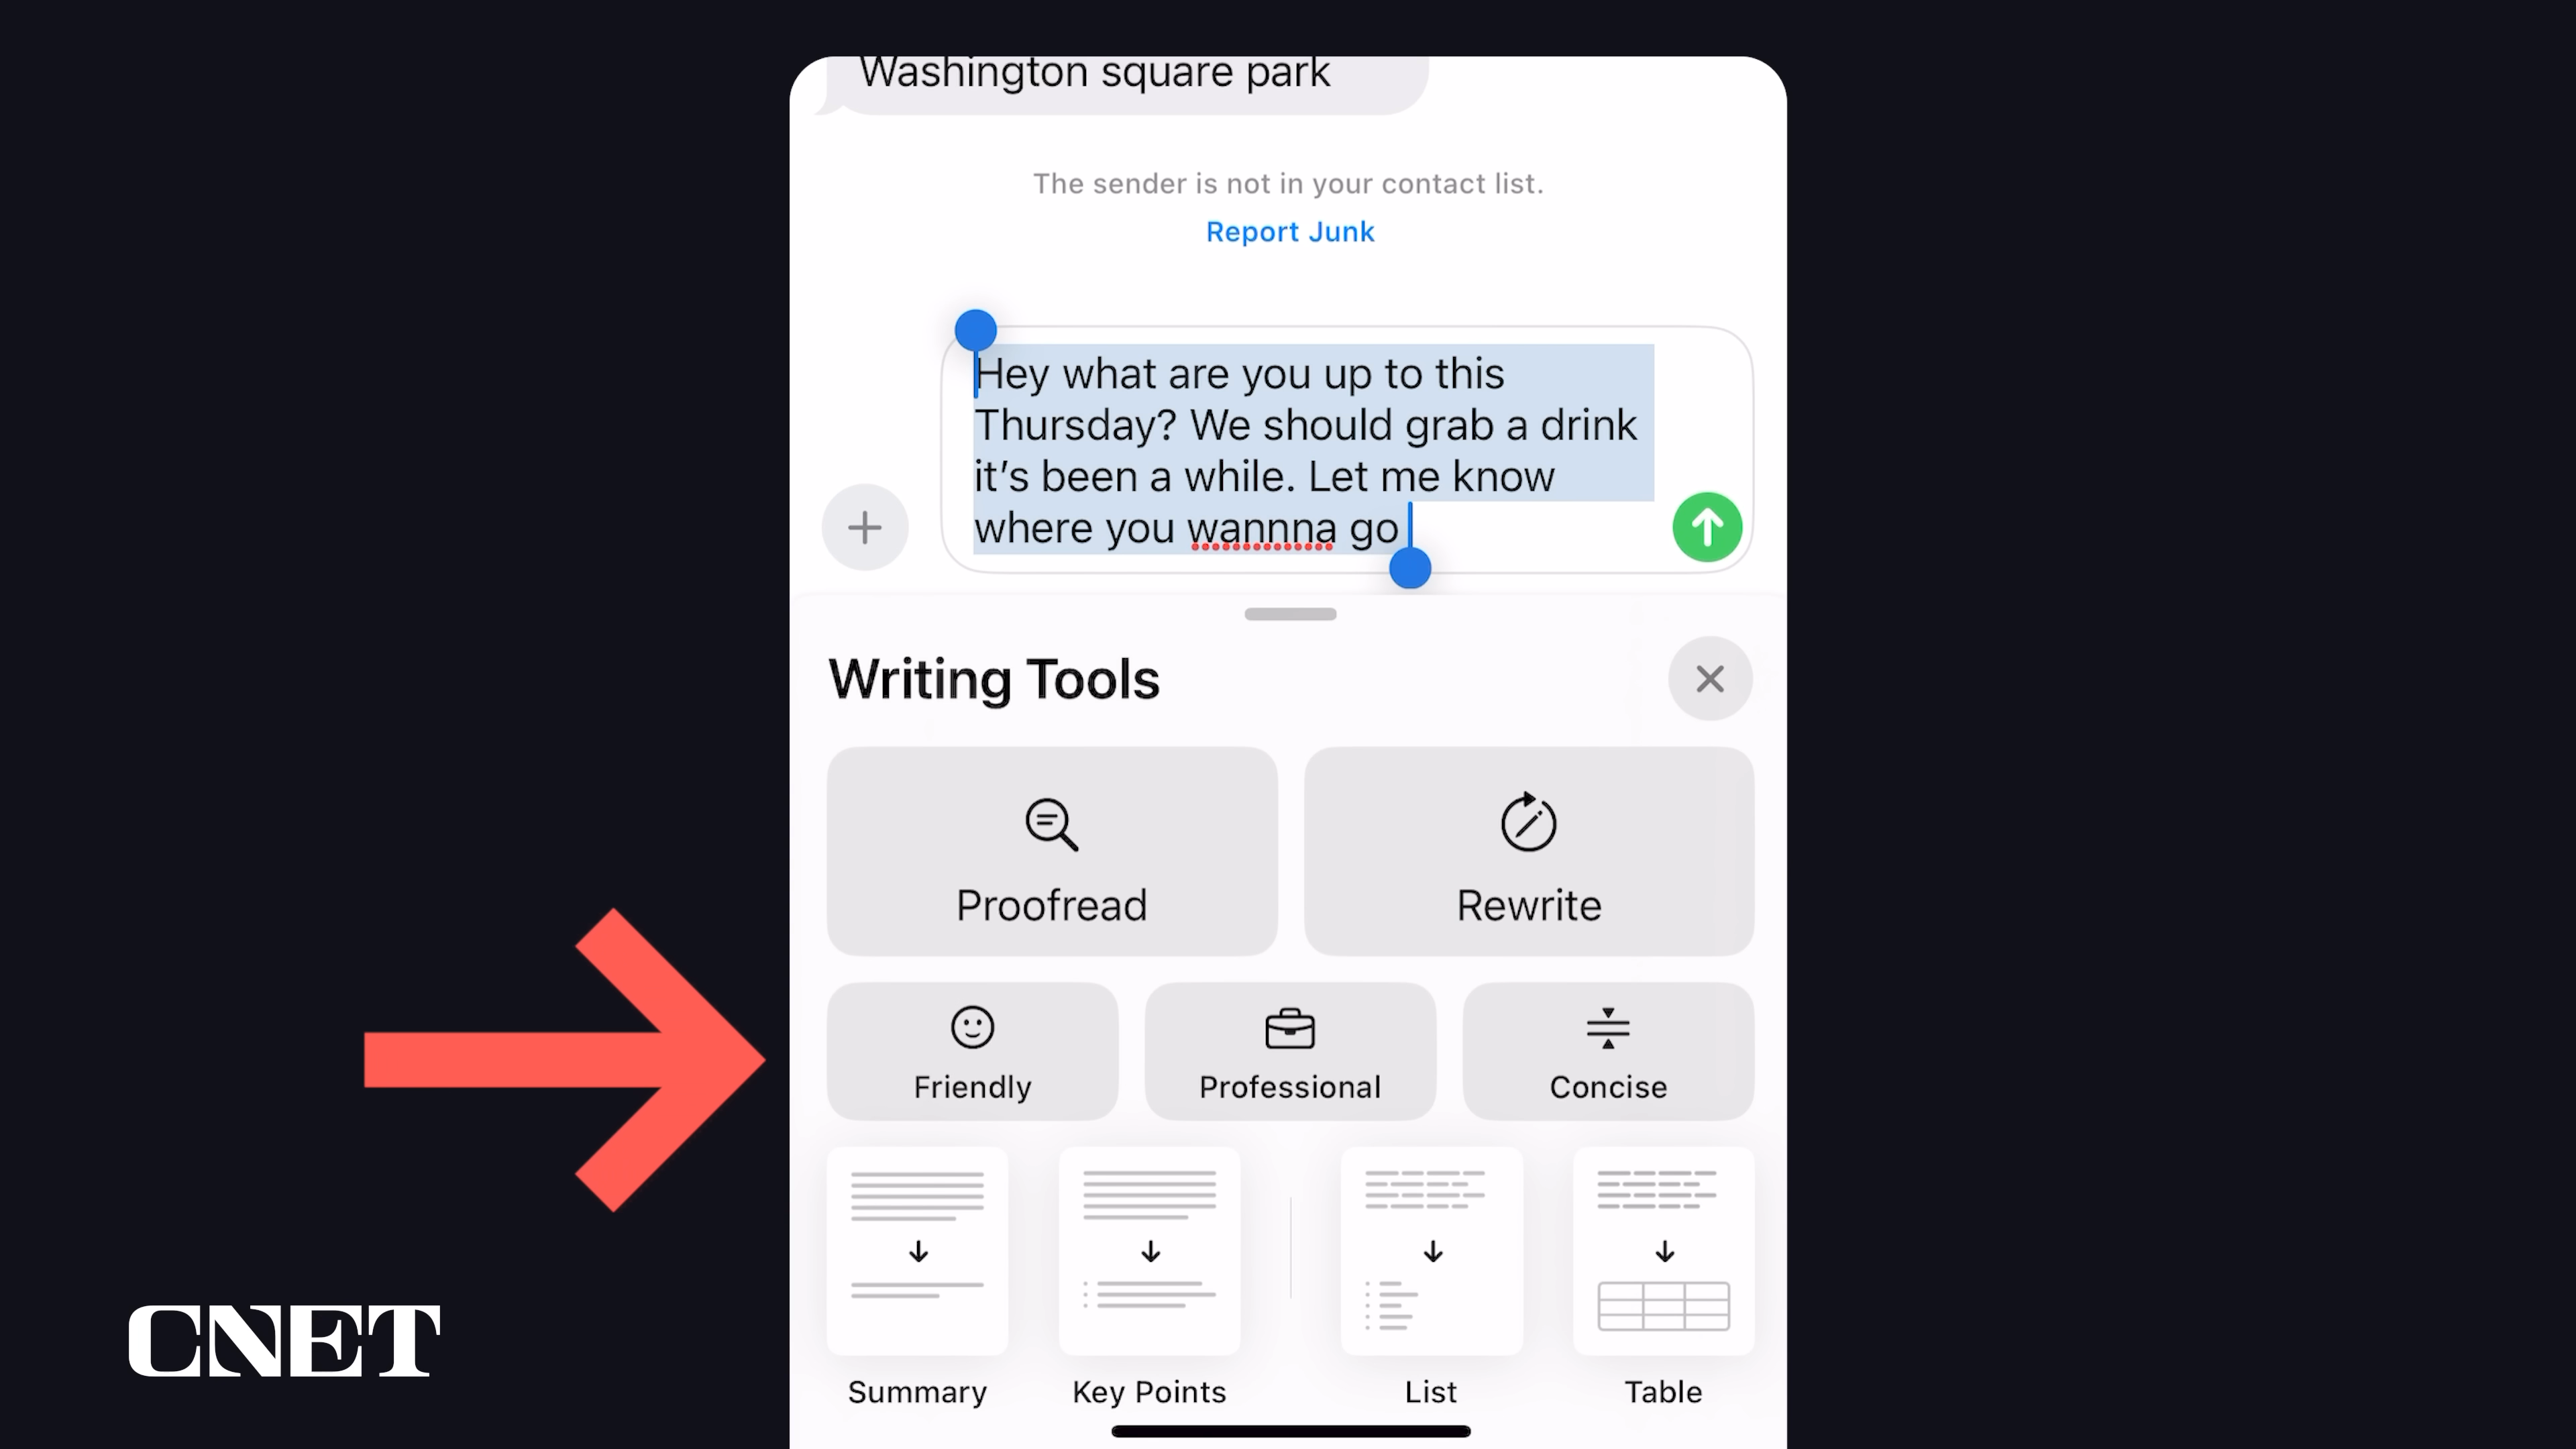 Washington square park
The sender is not in your contact list.
Report Junk
Hey what are you up to this
Thursday? We should grab a drink
it’s been a while. Let me know
where you wannna go
Writing Tools
Proofread
Rewrite
Friendly
Professional
Concise
Summary
Key Points
List
Table
CNET